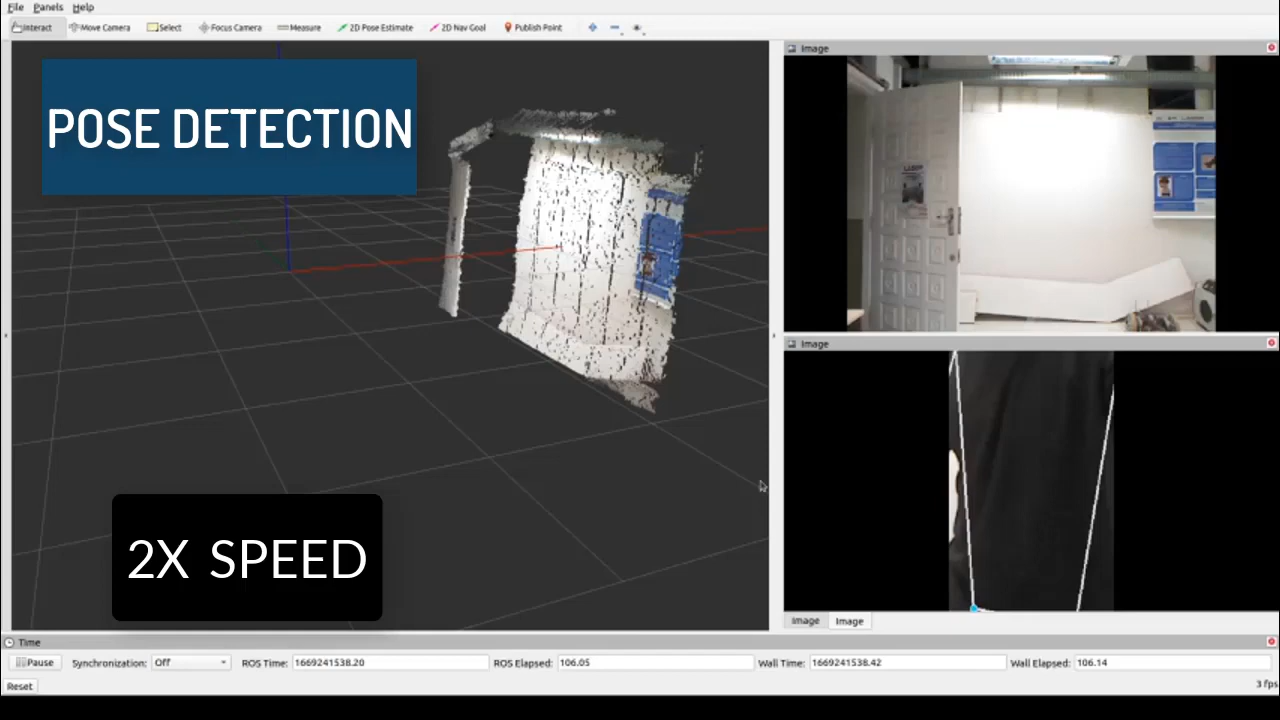 File Panels Help
Interact Move Camera Select Focus Camera Measure 2D Pose Estimate 2D Nav Goal Publish Point
POSE DETECTION
2X SPEED
Image
Image
Image Image
Time
Pause Synchronization: Off ROS Time: 1669241538.20 ROS Elapsed: 106.05 Wall Time: 1669241538.42 Wall Elapsed: 106.14
Reset 3 fps